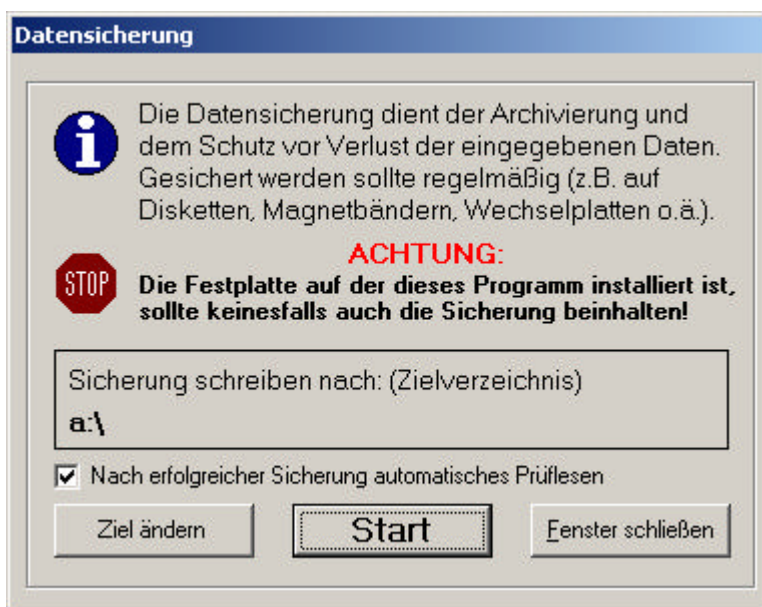 Datensicherung
Die Datensicherung dient der Archivierung und
dem Schutz vor Verlust der eingegebenen Daten.
Gesichert werden sollte regelmäßig (z.B. auf
Disketten, Magnetbändern, Wechselplatten o.ä.).
ACHTUNG:
STOP
Die Festplatte auf der dieses Programm installiert ist,
sollte keinesfalls auch die Sicherung beinhalten!
Sicherung schreiben nach: (Zielverzeichnis)
a:\
Nach erfolgreicher Sicherung automatisches Prüflesen
Ziel ändern
Start
Fenster schließen